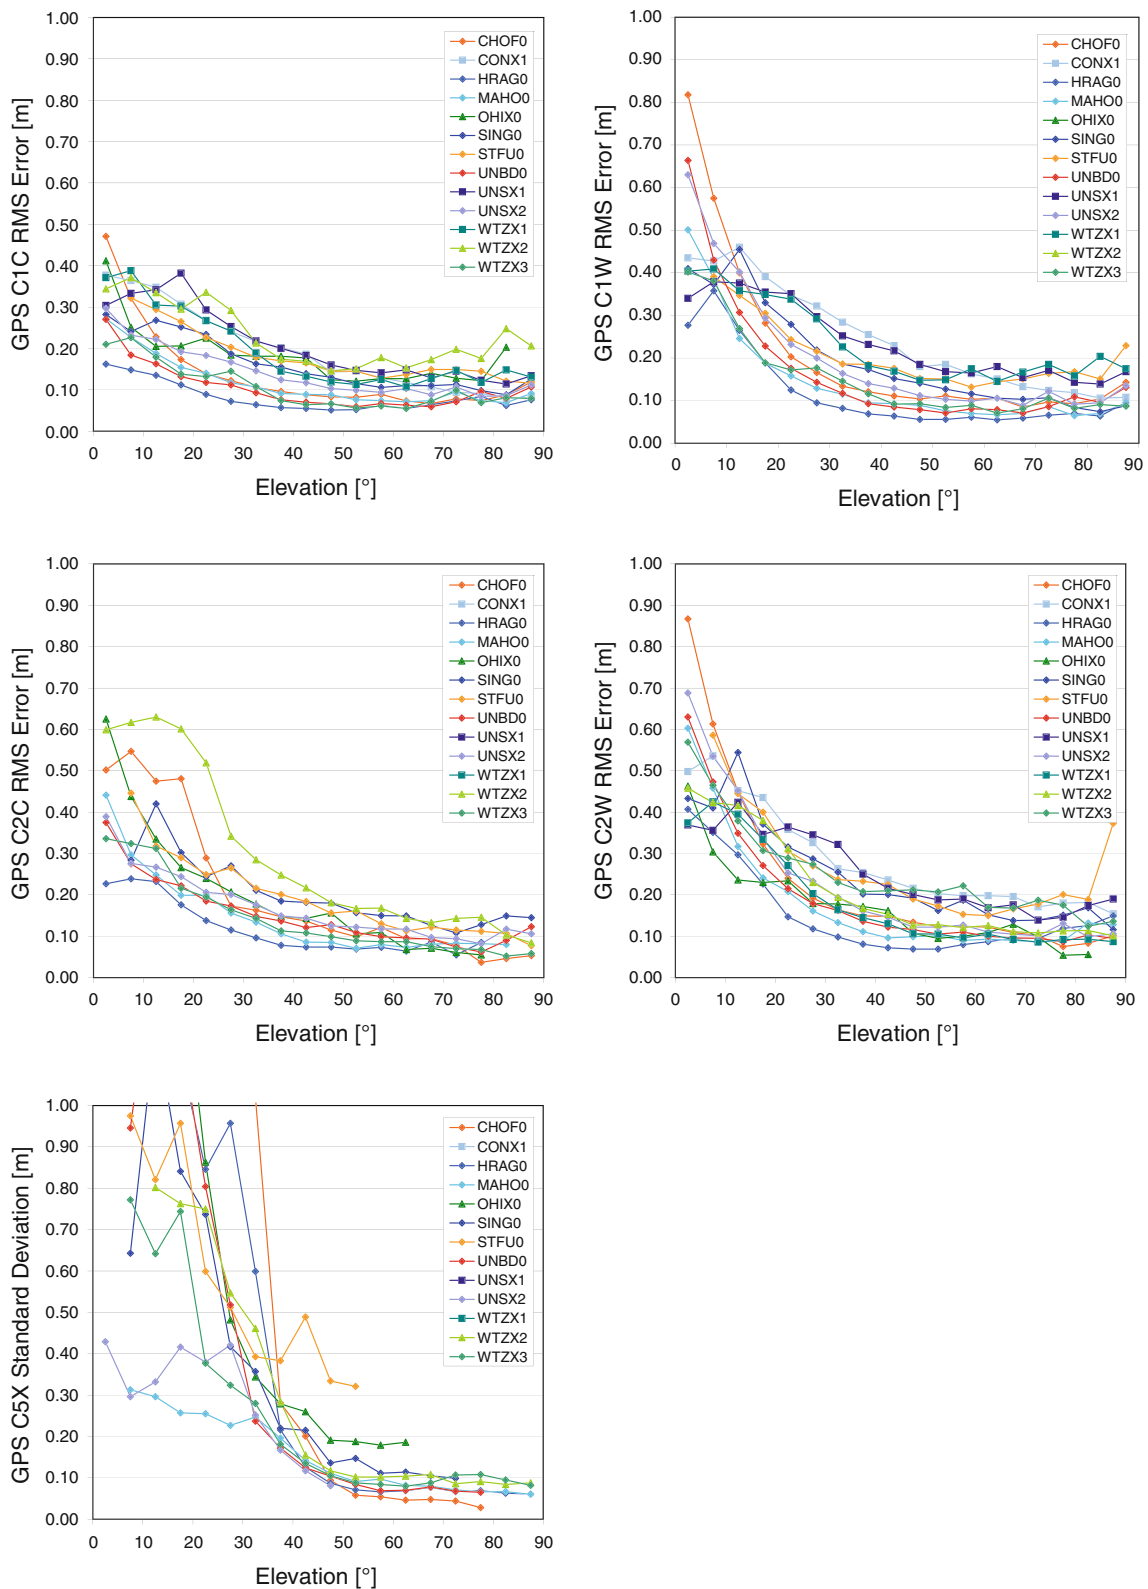 GPS C1C RMS Error [m]
1.00
0.90
0.80
0.70
0.60
0.50
0.40
0.30
0.20
0.10
0.00
0 10 20 30 40 50 60 70 80 90
Elevation [°]
CHOF0
CONX1
HRAG0
MAHO0
OHIX0
SING0
STFU0
UNBD0
UNSX1
UNSX2
WTZX1
WTZX2
WTZX3
GPS C1W RMS Error [m]
1.00
0.90
0.80
0.70
0.60
0.50
0.40
0.30
0.20
0.10
0.00
0 10 20 30 40 50 60 70 80 90
Elevation [°]
CHOF0
CONX1
HRAG0
MAHO0
OHIX0
SING0
STFU0
UNBD0
UNSX1
UNSX2
WTZX1
WTZX2
WTZX3
GPS C2C RMS Error [m]
1.00
0.90
0.80
0.70
0.60
0.50
0.40
0.30
0.20
0.10
0.00
0 10 20 30 40 50 60 70 80 90
Elevation [°]
CHOF0
CONX1
HRAG0
MAHO0
OHIX0
SING0
STFU0
UNBD0
UNSX1
UNSX2
WTZX1
WTZX2
WTZX3
GPS C2W RMS Error [m]
1.00
0.90
0.80
0.70
0.60
0.50
0.40
0.30
0.20
0.10
0.00
0 10 20 30 40 50 60 70 80 90
Elevation [°]
CHOF0
CONX1
HRAG0
MAHO0
OHIX0
SING0
STFU0
UNBD0
UNSX1
UNSX2
WTZX1
WTZX2
WTZX3
GPS C5X Standard Deviation [m]
1.00
0.90
0.80
0.70
0.60
0.50
0.40
0.30
0.20
0.10
0.00
0 10 20 30 40 50 60 70 80 90
Elevation [°]
CHOF0
CONX1
HRAG0
MAHO0
OHIX0
SING0
STFU0
UNBD0
UNSX1
UNSX2
WTZX1
WTZX2
WTZX3